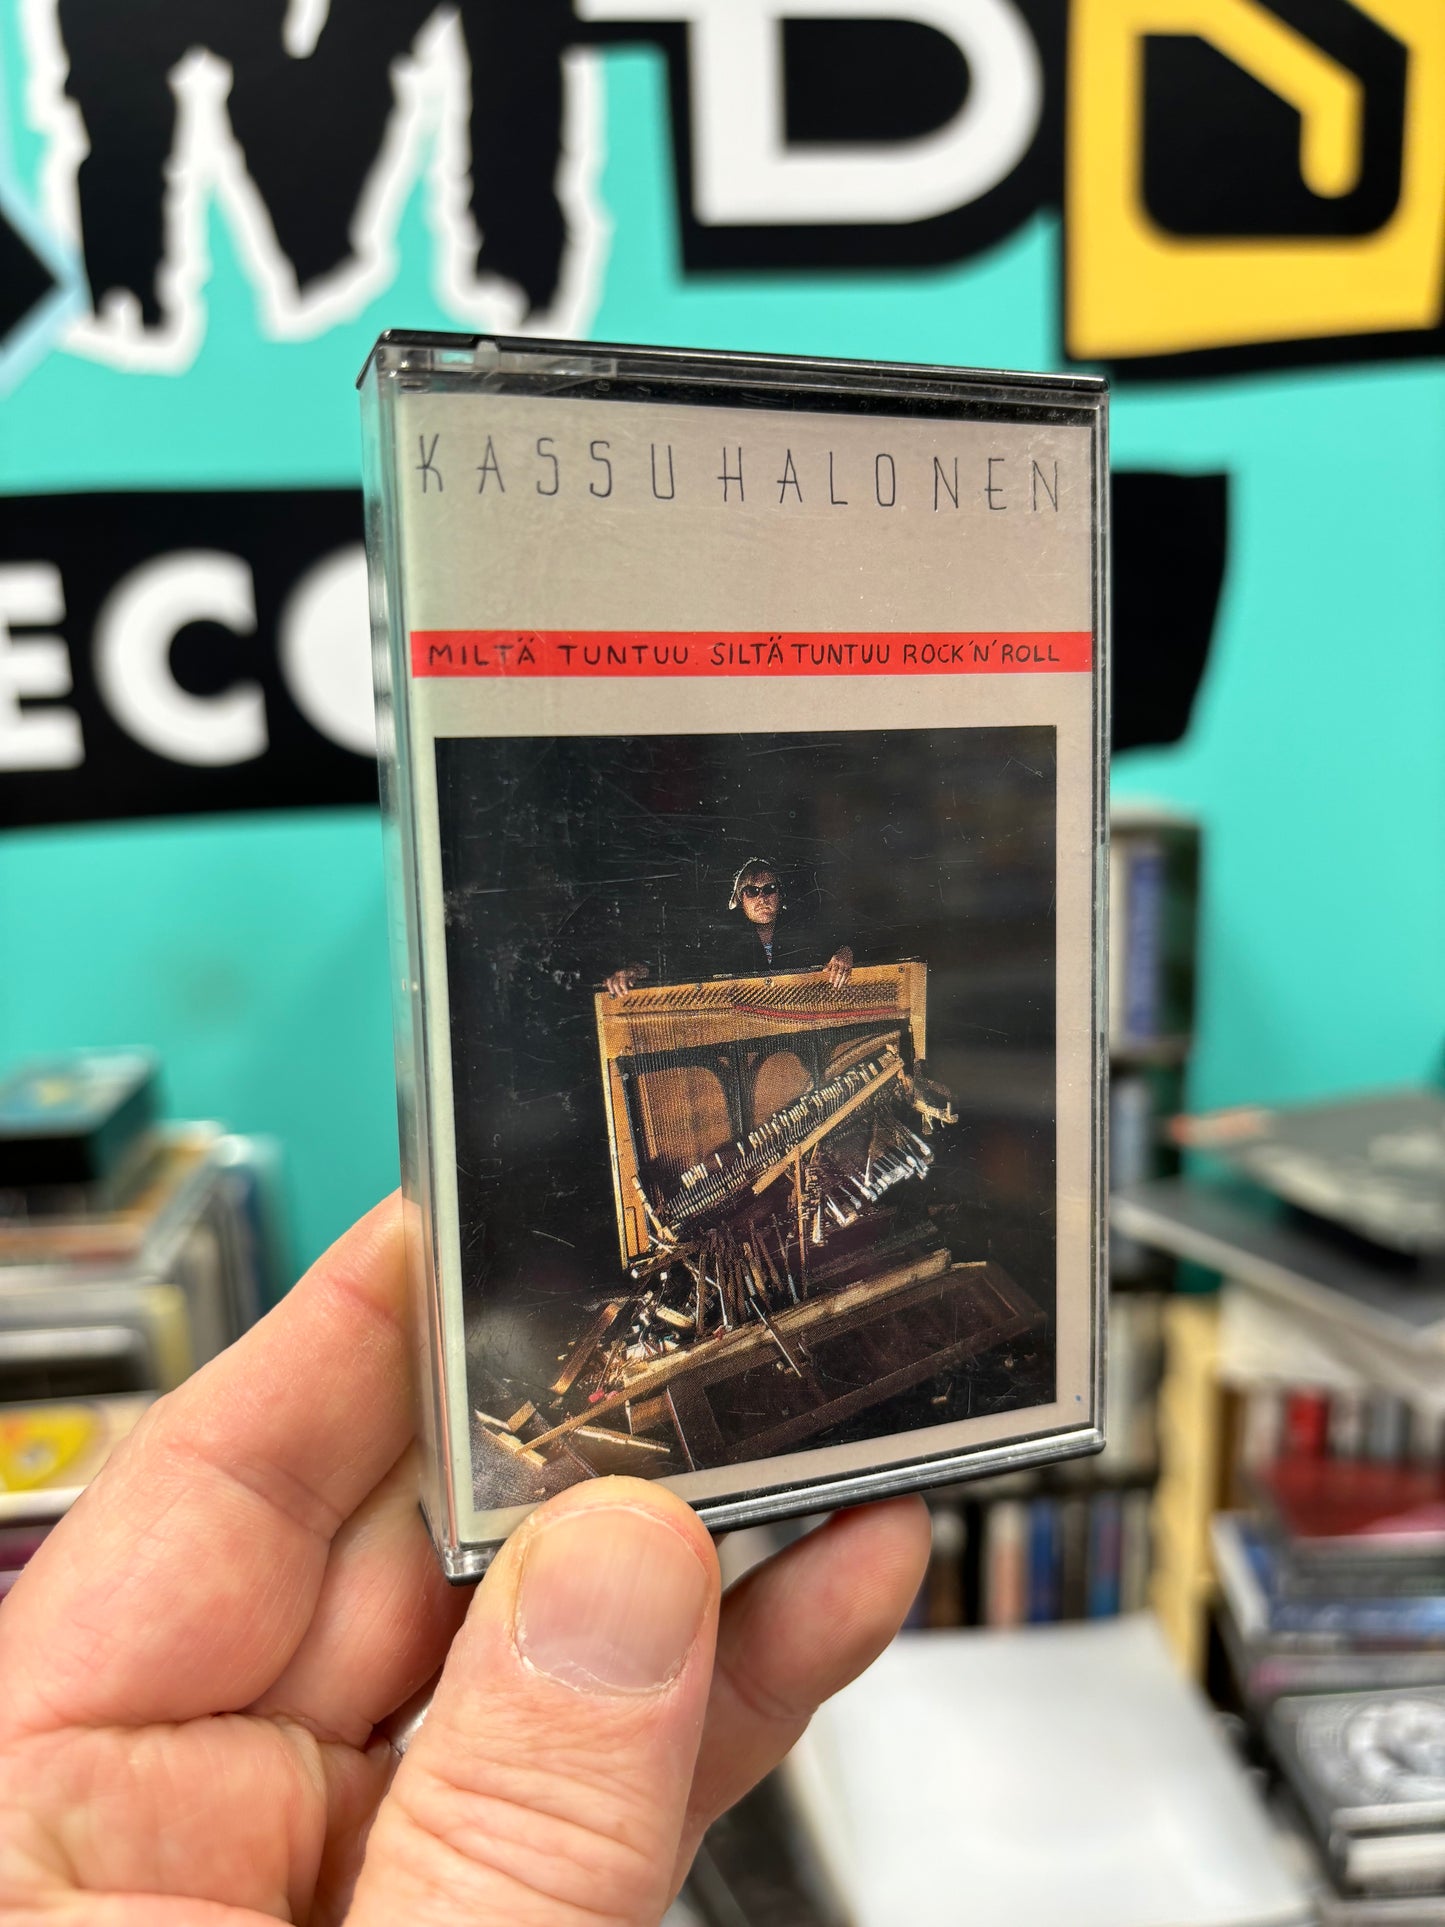 KASSU HALONEN
MILTÄ TUNTUU SILTÄ TUNTUU ROCK'N'ROLL